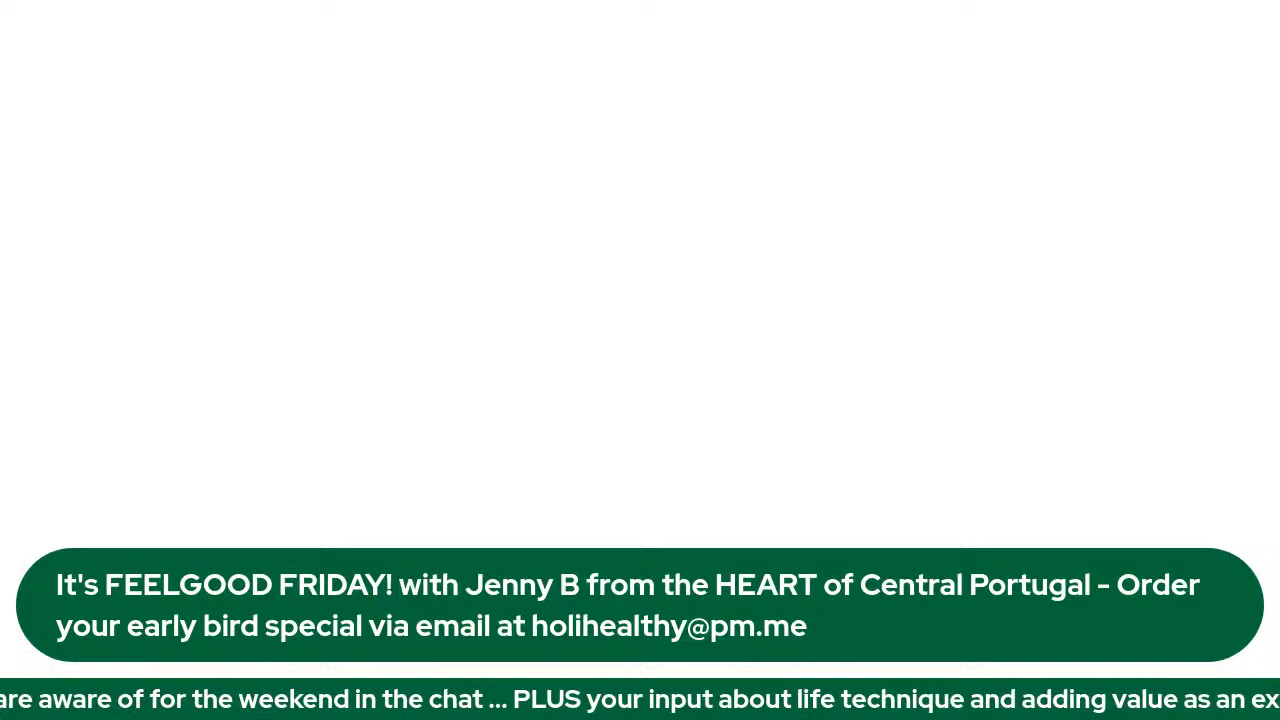 It's FEELGOOD FRIDAY! with Jenny B from the HEART of Central Portugal - Order
your early bird special via email at holihealthy@pm.me
are aware of for the weekend in the chat ... PLUS your input about life technique and adding value as an ex